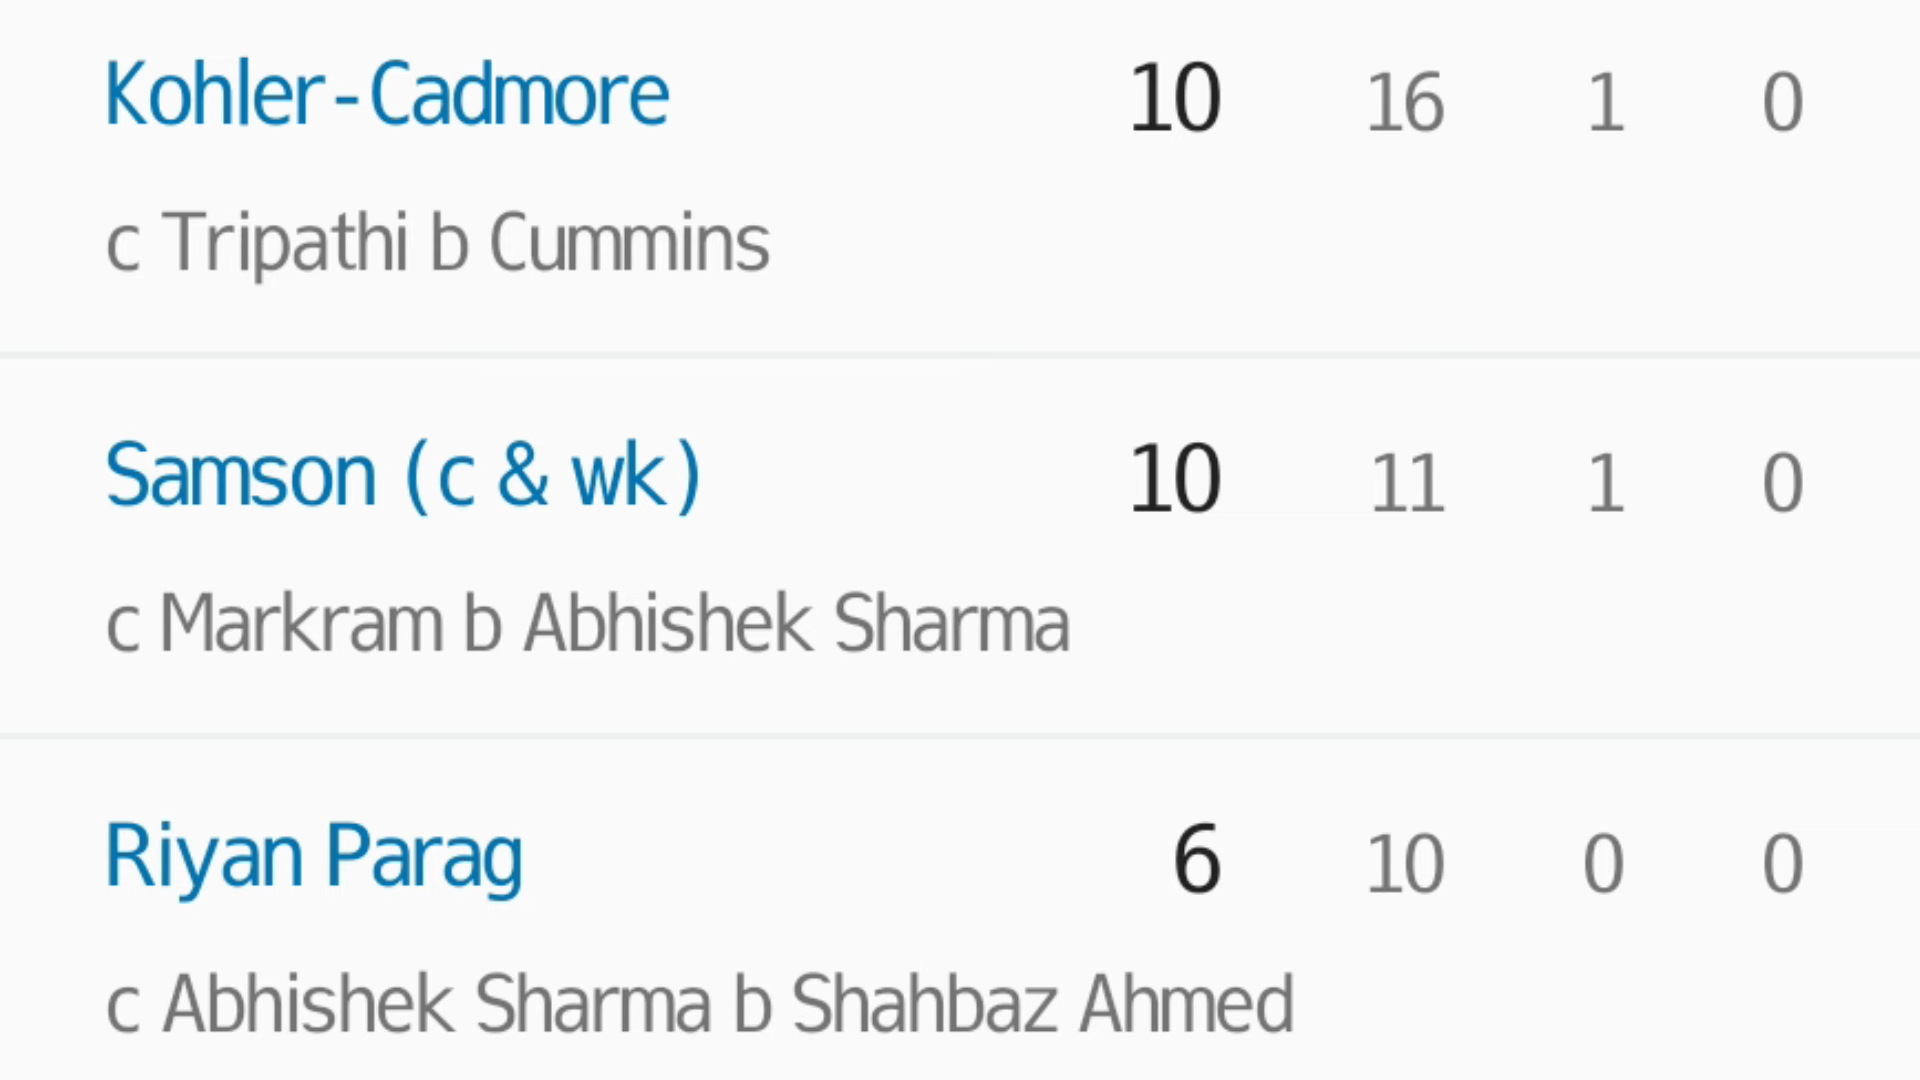 Kohler-Cadmore 10 16 1 0
c Tripathi b Cummins
Samson (c & wk) 10 11 1 0
c Markram b Abhishek Sharma
Riyan Parag 6 10 0 0
c Abhishek Sharma b Shahbaz Ahmed